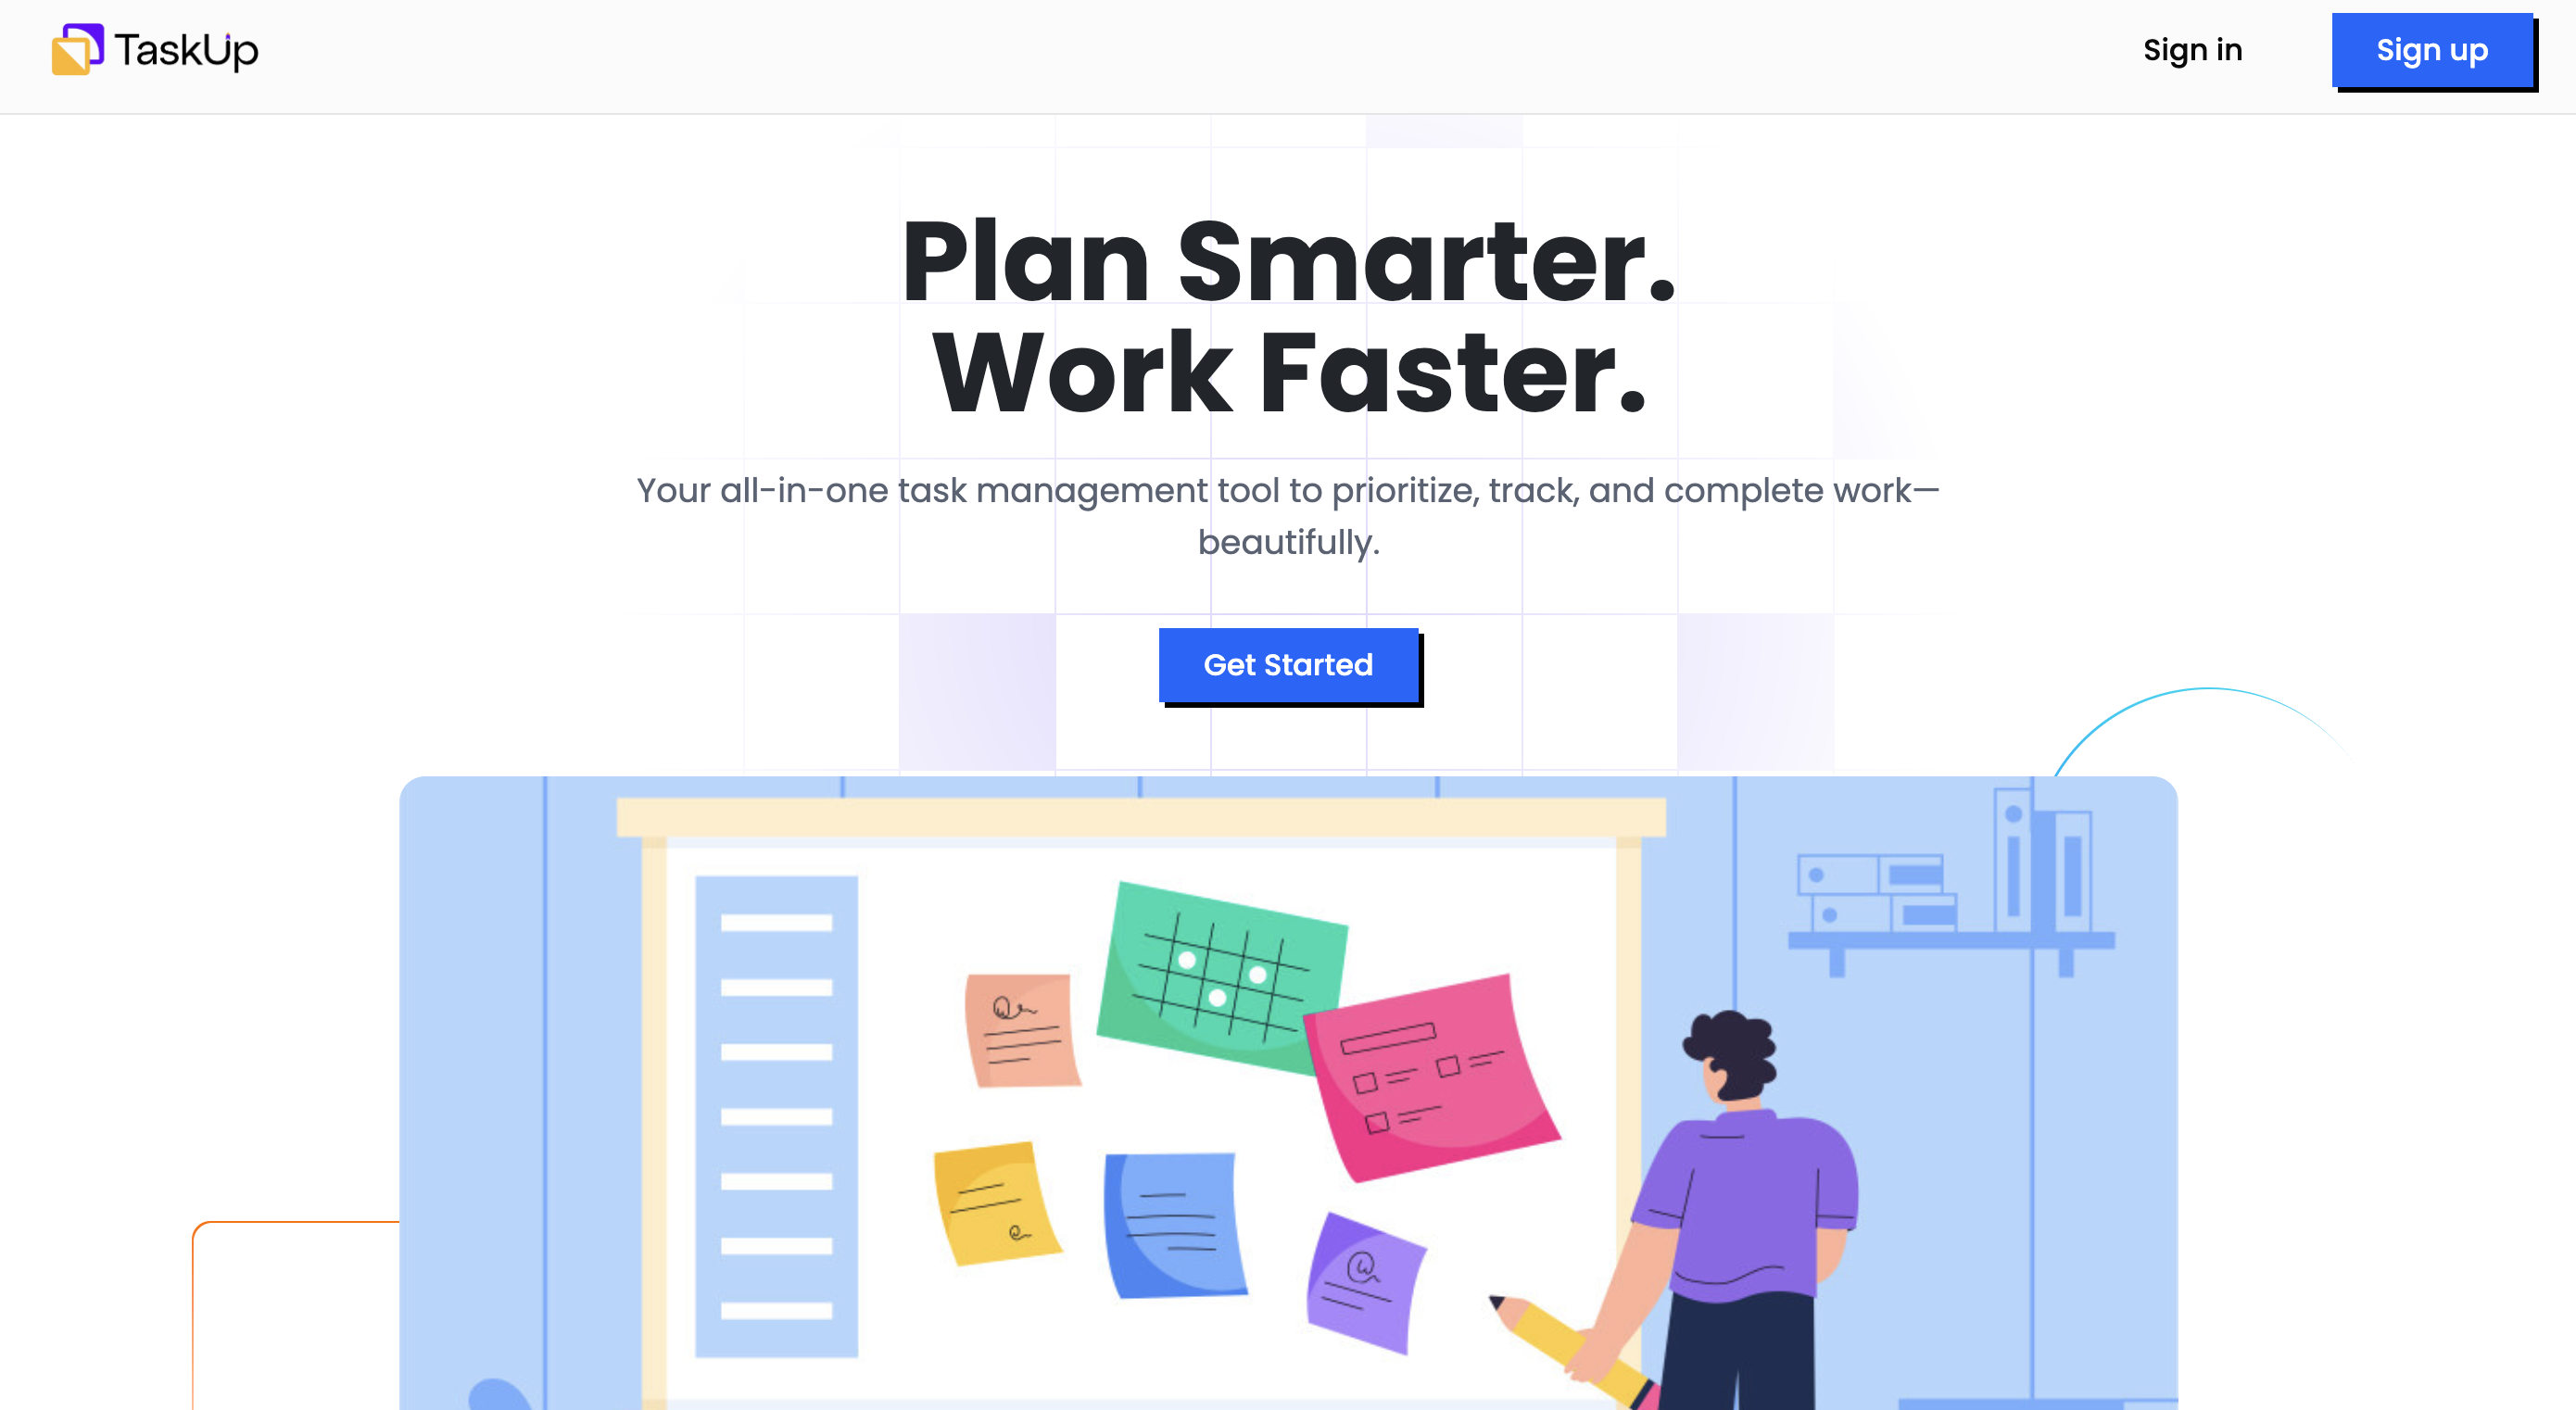 TaskUp
Sign in
Sign up
Plan Smarter.
Work Faster.
Your all-in-one task management tool to prioritize, track, and complete work—
beautifully.
Get Started